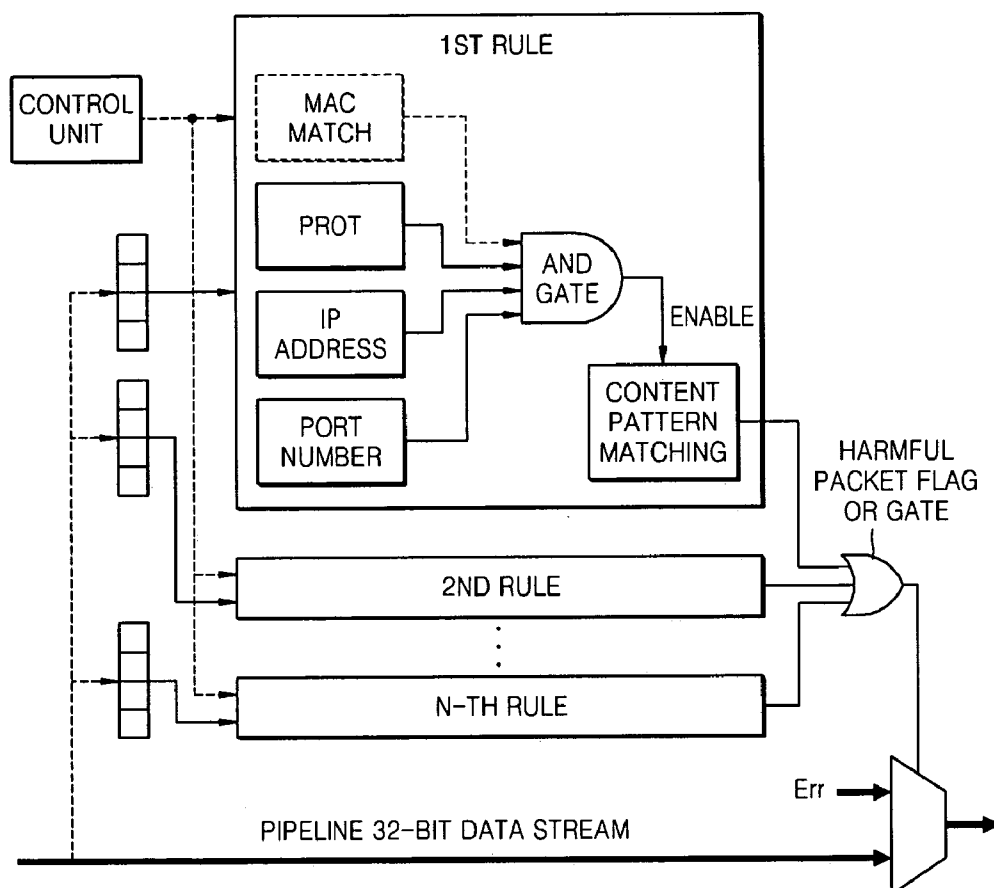 1ST RULE
CONTROL
UNIT
MAC
MATCH
PROT
AND
GATE
IP
ADDRESS
ENABLE
PORT
NUMBER
CONTENT
PATTERN
MATCHING
HARMFUL
PACKET FLAG
OR GATE
2ND RULE
N-TH RULE
Err
PIPELINE 32-BIT DATA STREAM